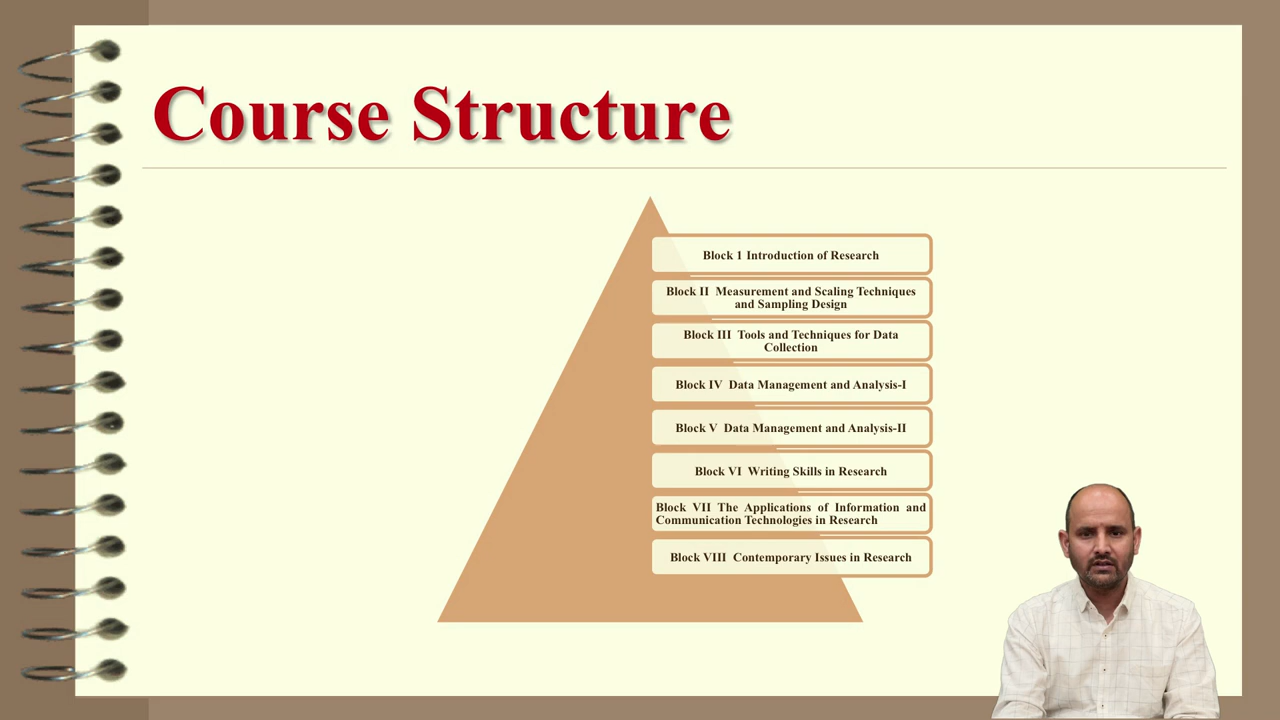 Course Structure
Block 1 Introduction of Research
Block II Measurement and Scaling Techniques
and Sampling Design
Block III Tools and Techniques for Data
Collection
Block IV Data Management and Analysis-I
Block V Data Management and Analysis-II
Block VI Writing Skills in Research
Block VII The Applications of Information and
Communication Technologies in Research
Block VIII Contemporary Issues in Research